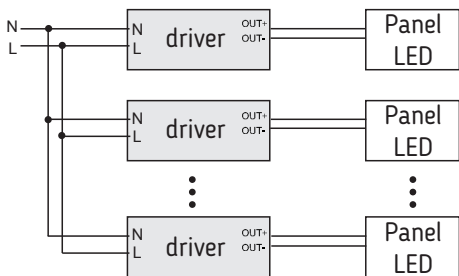 N
L
N
L
driver
OUT+
OUT-
Panel
LED
N
L
driver
OUT+
OUT-
Panel
LED
N
L
driver
OUT+
OUT-
Panel
LED